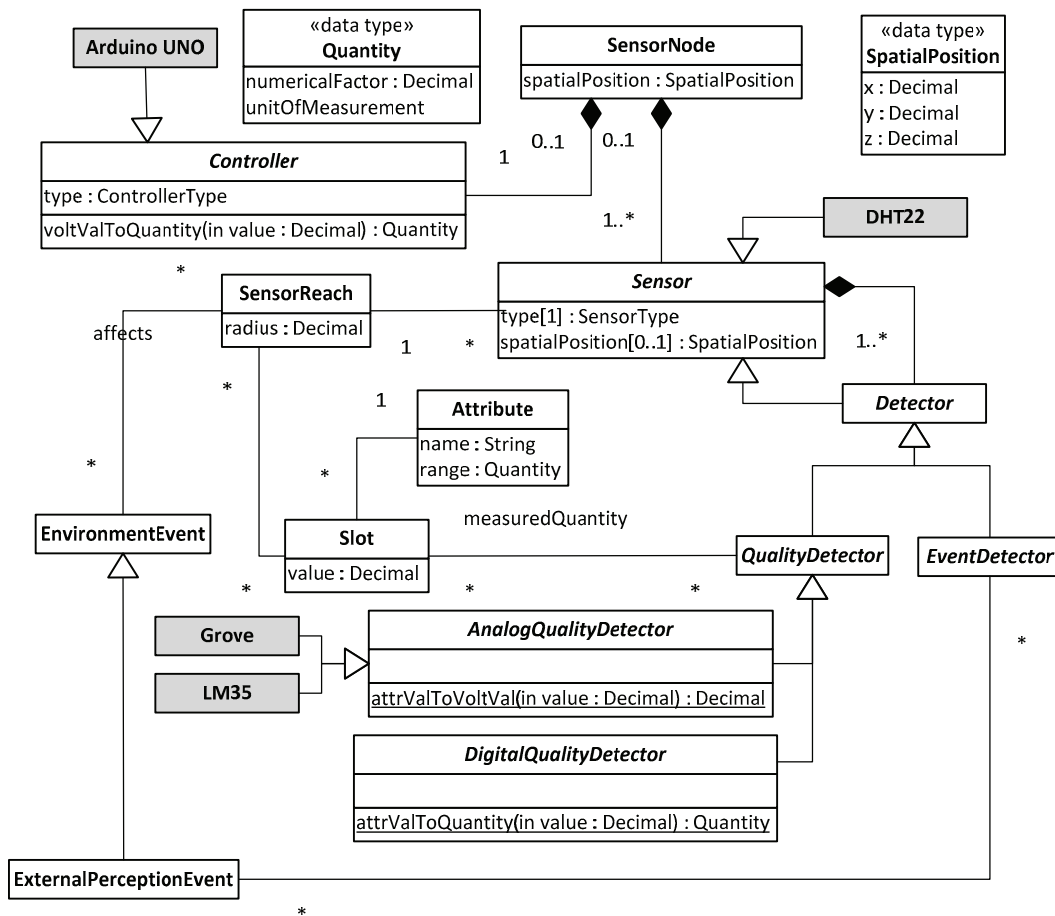 Arduino UNO
«data type»
Quantity
numericalFactor : Decimal
unitOfMeasurement
SensorNode
spatialPosition : SpatialPosition
«data type»
SpatialPosition
x : Decimal
y : Decimal
z : Decimal
0..1
0..1
1
Controller
type : ControllerType
voltValToQuantity(in value : Decimal) : Quantity
1..*
DHT22
*
SensorReach
radius : Decimal
Sensor
type[1] : SensorType
spatialPosition[0..1] : SpatialPosition
affects
1
*
1..*
*
1
Attribute
name : String
range : Quantity
Detector
*
*
EnvironmentEvent
Slot
value : Decimal
measuredQuantity
QualityDetector
EventDetector
*
*
*
Grove
LM35
AnalogQualityDetector
attrValToVoltVal(in value : Decimal) : Decimal
*
DigitalQualityDetector
attrValToQuantity(in value : Decimal) : Quantity
ExternalPerceptionEvent
*